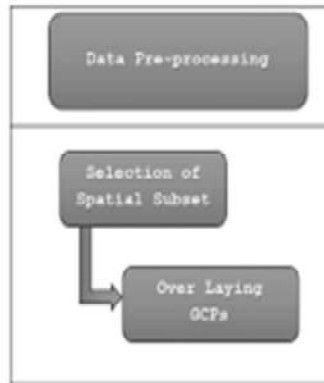 Data Pre-processing
Selection of
Spatial Subset
Over Laying
GCPs